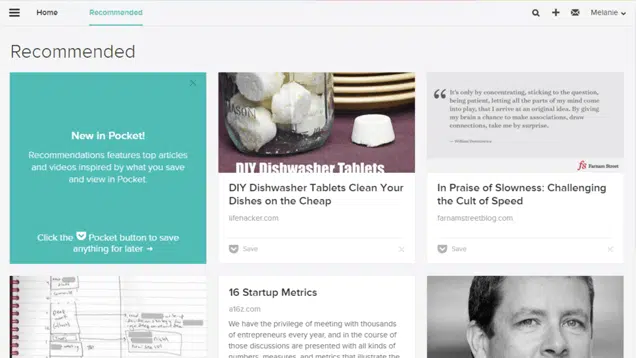 Home
Recommended
Melanie
Recommended
New in Pocket!
Recommendations features top articles
and videos inspired by what you save
and view in Pocket.
Click the Pocket button to save
anything for later →
MASON
DIY Dishwasher Tablets
DIY Dishwasher Tablets Clean Your
Dishes on the Cheap
lifehacker.com
Save
It's only by concentrating, sticking to the question,
being patient, letting all the parts of my mind come
into play, that I arrive at an original idea. By giving
my brain a chance to make associations, draw
connections, take me by surprise.
fs Farnam Street
In Praise of Slowness: Challenging
the Cult of Speed
farnamstreetblog.com
Save
16 Startup Metrics
a16z.com
We have the privilege of meeting with thousands
of entrepreneurs every year, and in the course of
those discussions are presented with all kinds of
numbers, measures, and metrics that illustrate the